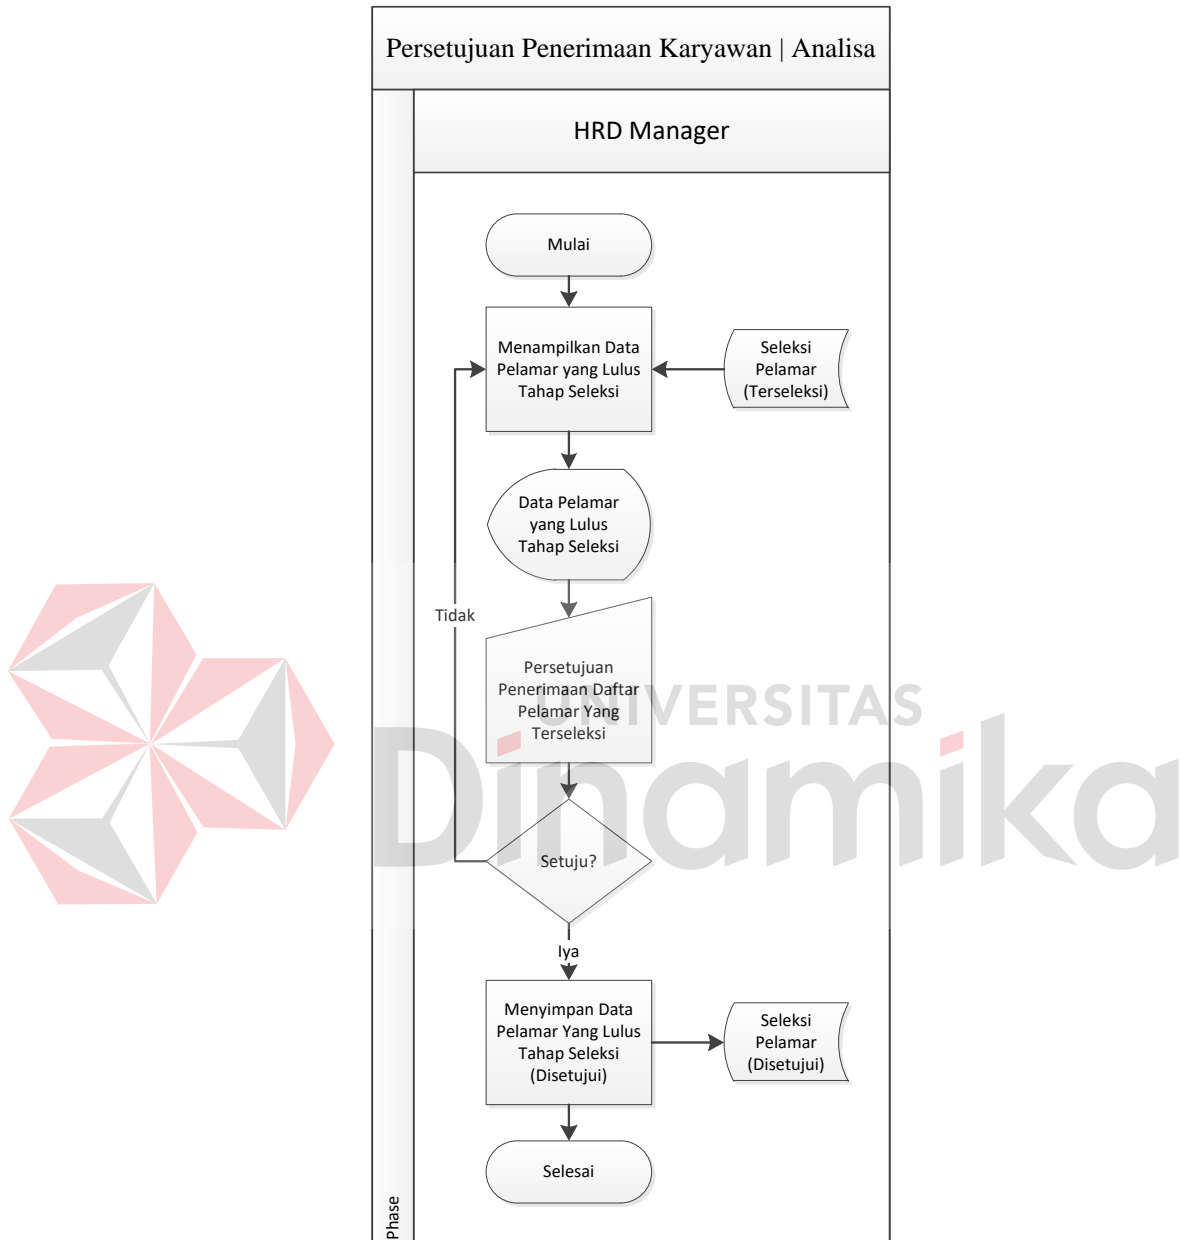 Persetujuan Penerimaan Karyawan | Analisa
HRD Manager
Mulai
Menampilkan Data
Pelamar yang Lulus
Tahap Seleksi
Seleksi
Pelamar
(Terseleksi)
Data Pelamar
yang Lulus
Tahap Seleksi
Tidak
Persetujuan
Penerimaan Daftar
Pelamar Yang
Terseleksi
UNIVERSITAS
Dinamika
Setuju?
Iya
Menyimpan Data
Pelamar Yang Lulus
Tahap Seleksi
(Disetujui)
Seleksi
Pelamar
(Disetujui)
Selesai
Phase